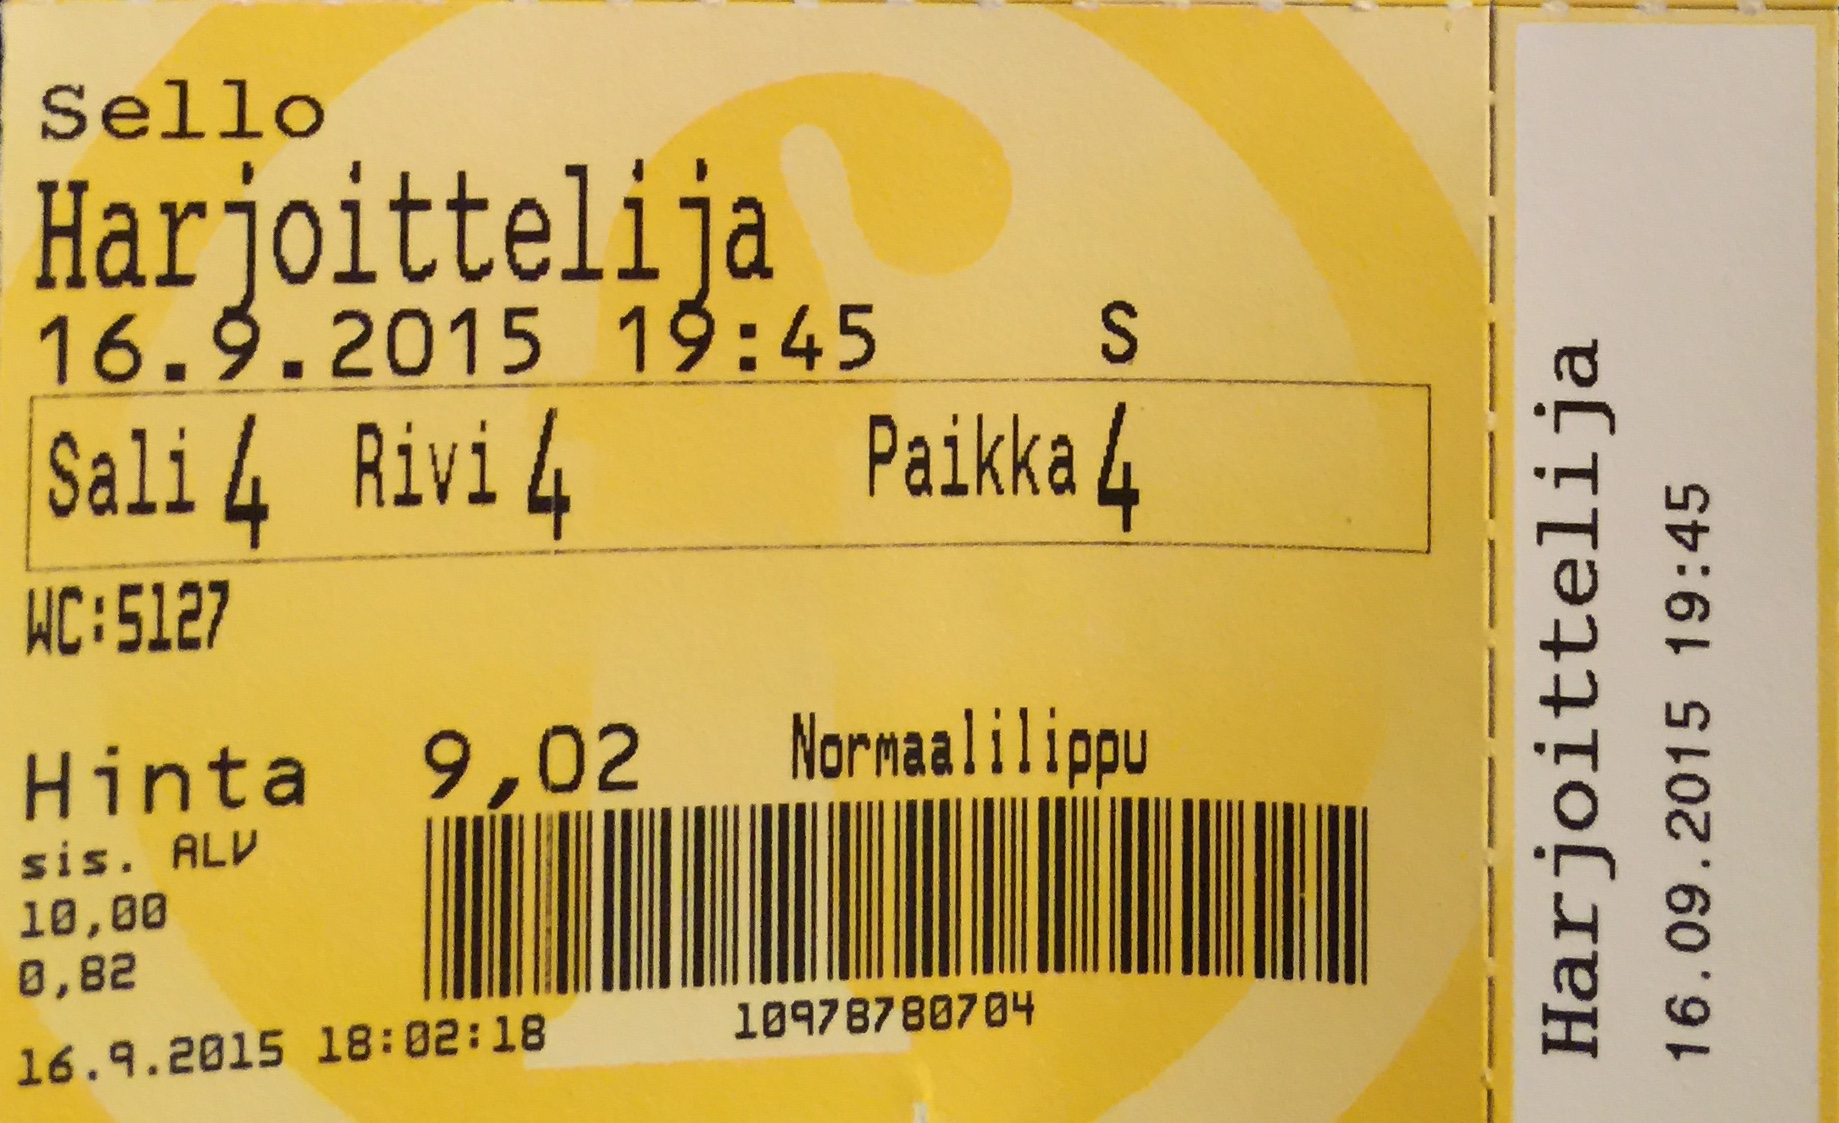 Sello
Harjoittelija
16.9.2015 19:45 S
Sali 4 Rivi 4 Paikka 4
WC:5127
Hinta 9,02 Normaalilippu
sis. ALV
10,00
0,82
16.9.2015 18:02:18
10978780704
Harjoittelija
16.09.2015 19:45